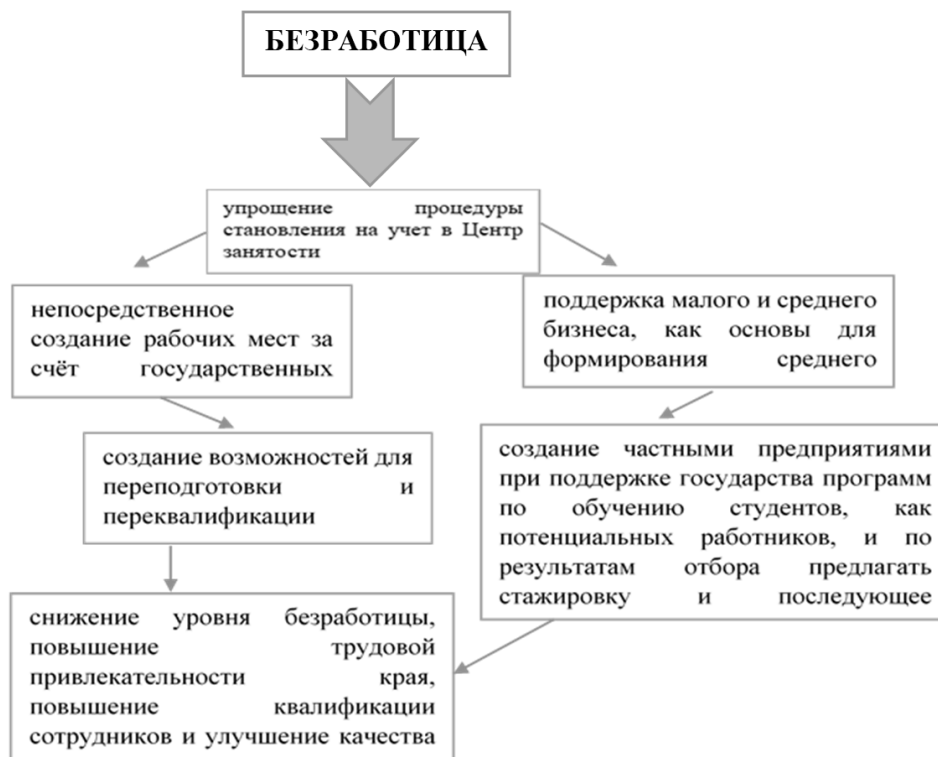 БЕЗРАБОТИЦА
упрощение процедуры
становления на учет в Центр
занятости
непосредственное
создание рабочих мест за
счёт государственных
поддержка малого и среднего
бизнеса, как основы для
формирования среднего
создание возможностей для
переподготовки и
переквалификации
создание частными предприятиями
при поддержке государства программ
по обучению студентов, как
потенциальных работников, и по
результатам отбора предлагать
стажировку и последующее
снижение уровня безработицы,
повышение трудовой
привлекательности края,
повышение квалификации
сотрудников и улучшение качества